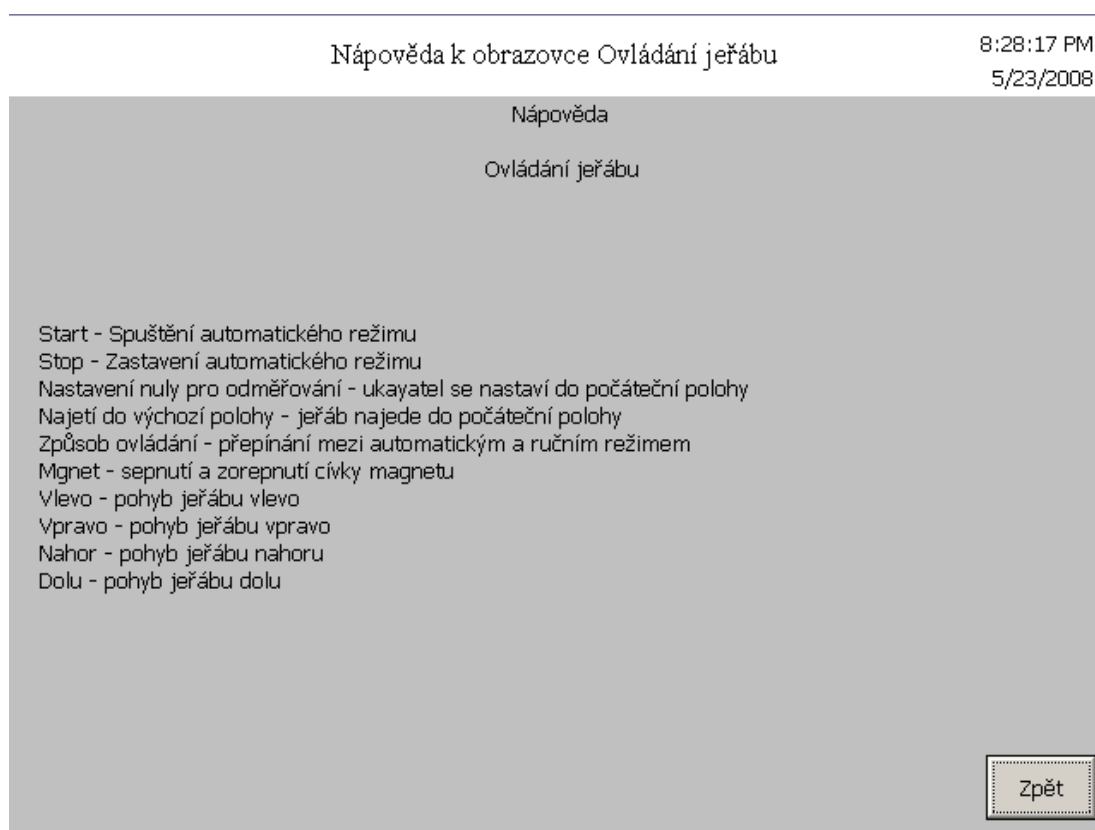 Nápověda k obrazovce Ovládání jeřábu
8:28:17 PM
5/23/2008
Nápověda
Ovládání jeřábu
Start - Spuštění automatického režimu
Stop - Zastavení automatického režimu
Nastavení nuly pro odměřování - ukayatel se nastaví do počáteční polohy
Najetí do výchozí polohy - jeřáb najede do počáteční polohy
Způsob ovládání - přepínání mezi automatickým a ručním režimem
Mgnet - sepnutí a zorepnutí cívky magnetu
Vlevo - pohyb jeřábu vlevo
Vpravo - pohyb jeřábu vpravo
Nahor - pohyb jeřábu nahoru
Dolu - pohyb jeřábu dolu
Zpět